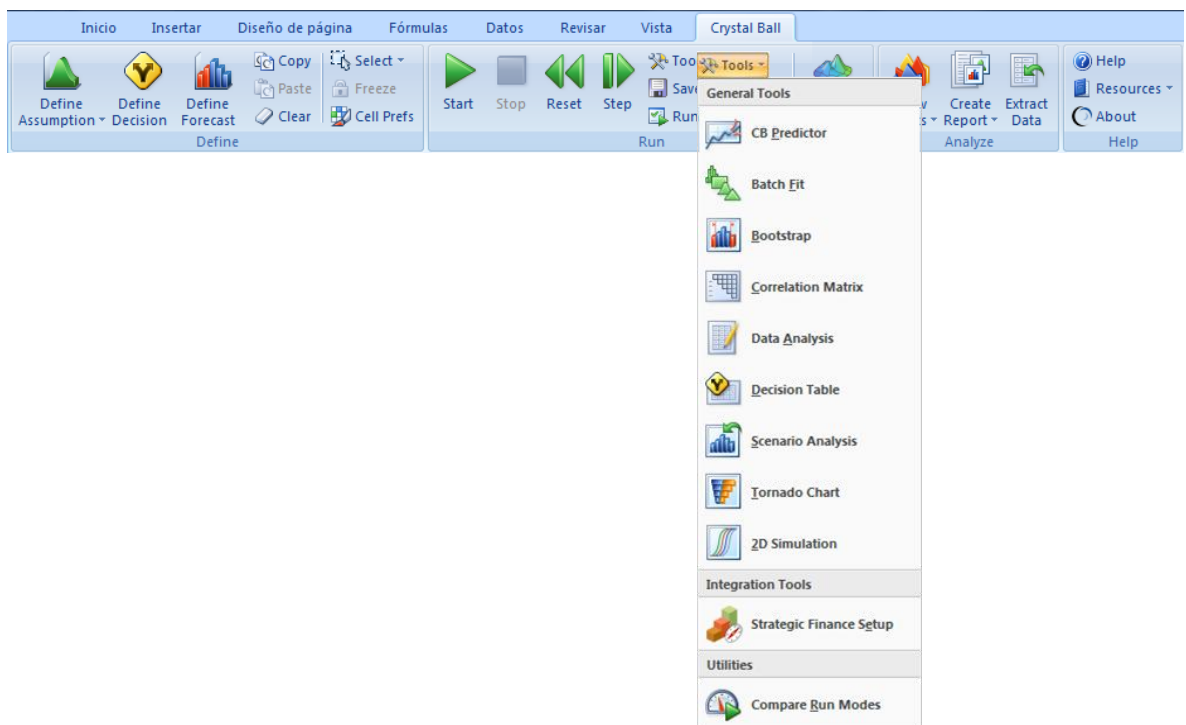 Inicio Insertar Diseño de página Fórmulas Datos Revisar Vista Crystal Ball
Define Assumption
Define Decision
Define Forecast
Copy
Paste
Clear
Select
Freeze
Cell Prefs
Define
Start
Stop
Reset
Step
Run
Run
Tools
General Tools
CB Predictor
Batch Fit
Bootstrap
Correlation Matrix
Data Analysis
Decision Table
Scenario Analysis
Tornado Chart
2D Simulation
Integration Tools
Strategic Finance Setup
Utilities
Compare Run Modes
Create Report
Extract Data
Analyze
Help
Resources
About
Help